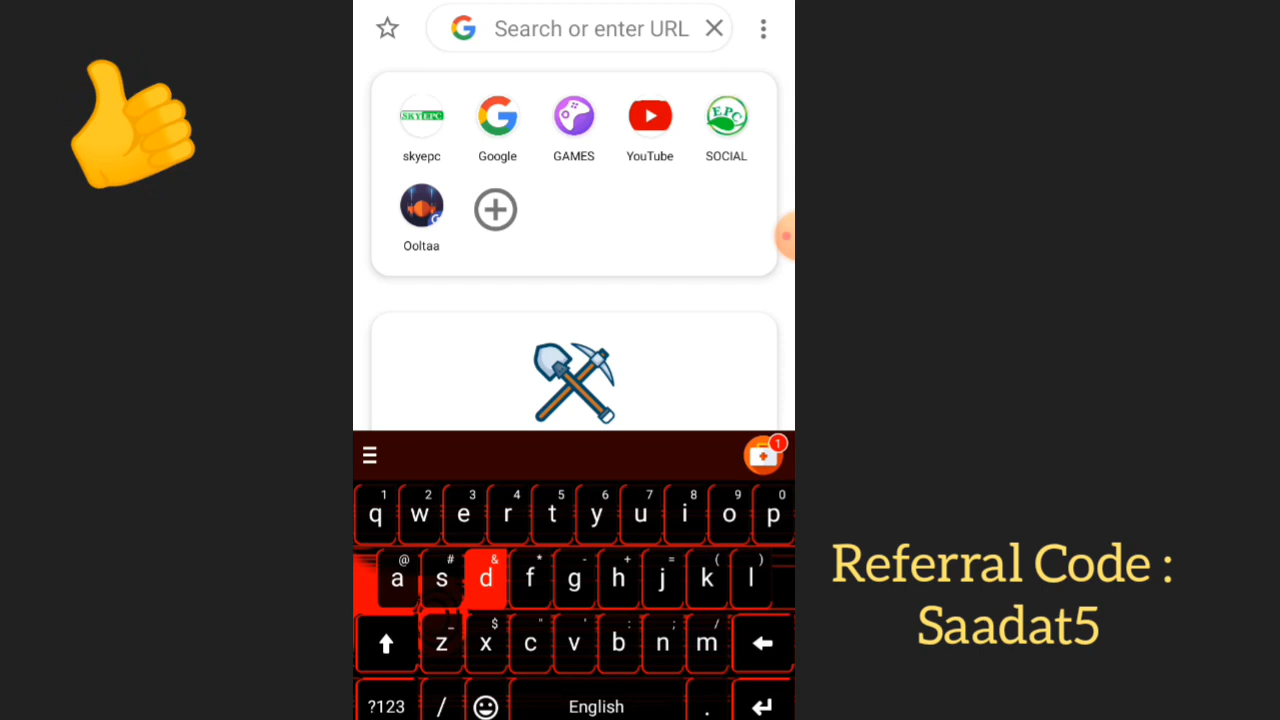 Search or enter URL
SKYEPC
EPC
skyepc
Google
GAMES
YouTube
SOCIAL
G
Ooltaa
1
1 2 3 4 5 6 7 8 9 0
q w e r t y u i o p
@ # & * - + = ( )
a s d f g h j k l
_ $ " ' : ; /
z x c v b n m
?123 / English .
Referral Code :
Saadat5